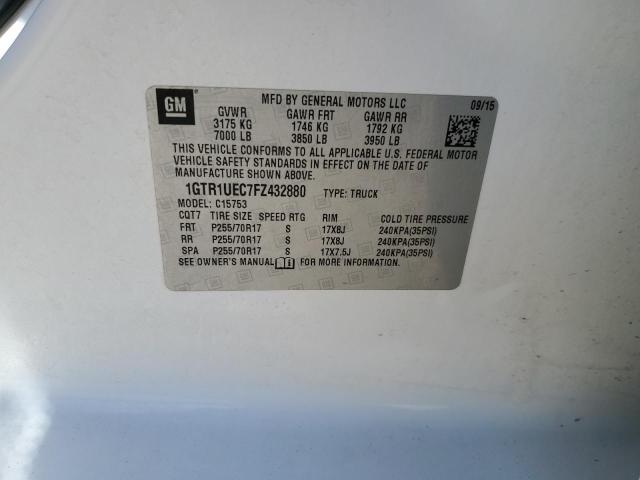 GM
MFD BY GENERAL MOTORS LLC 09/15
GVWR GAWR FRT GAWR RR
3175 KG 1746 KG 1792 KG
7000 LB 3850 LB 3950 LB
THIS VEHICLE CONFORMS TO ALL APPLICABLE U.S. FEDERAL MOTOR
VEHICLE SAFETY STANDARDS IN EFFECT ON THE DATE OF
MANUFACTURE SHOWN ABOVE.
1GTR1UEC7FZ432880 TYPE: TRUCK
MODEL: C15753
CQT7 TIRE SIZE SPEED RTG RIM COLD TIRE PRESSURE
FRT P255/70R17 S 17X8J 240KPA(35PSI)
RR P255/70R17 S 17X8J 240KPA(35PSI)
SPA P255/70R17 S 17X7.5J 240KPA(35PSI)
SEE OWNER'S MANUAL FOR MORE INFORMATION.